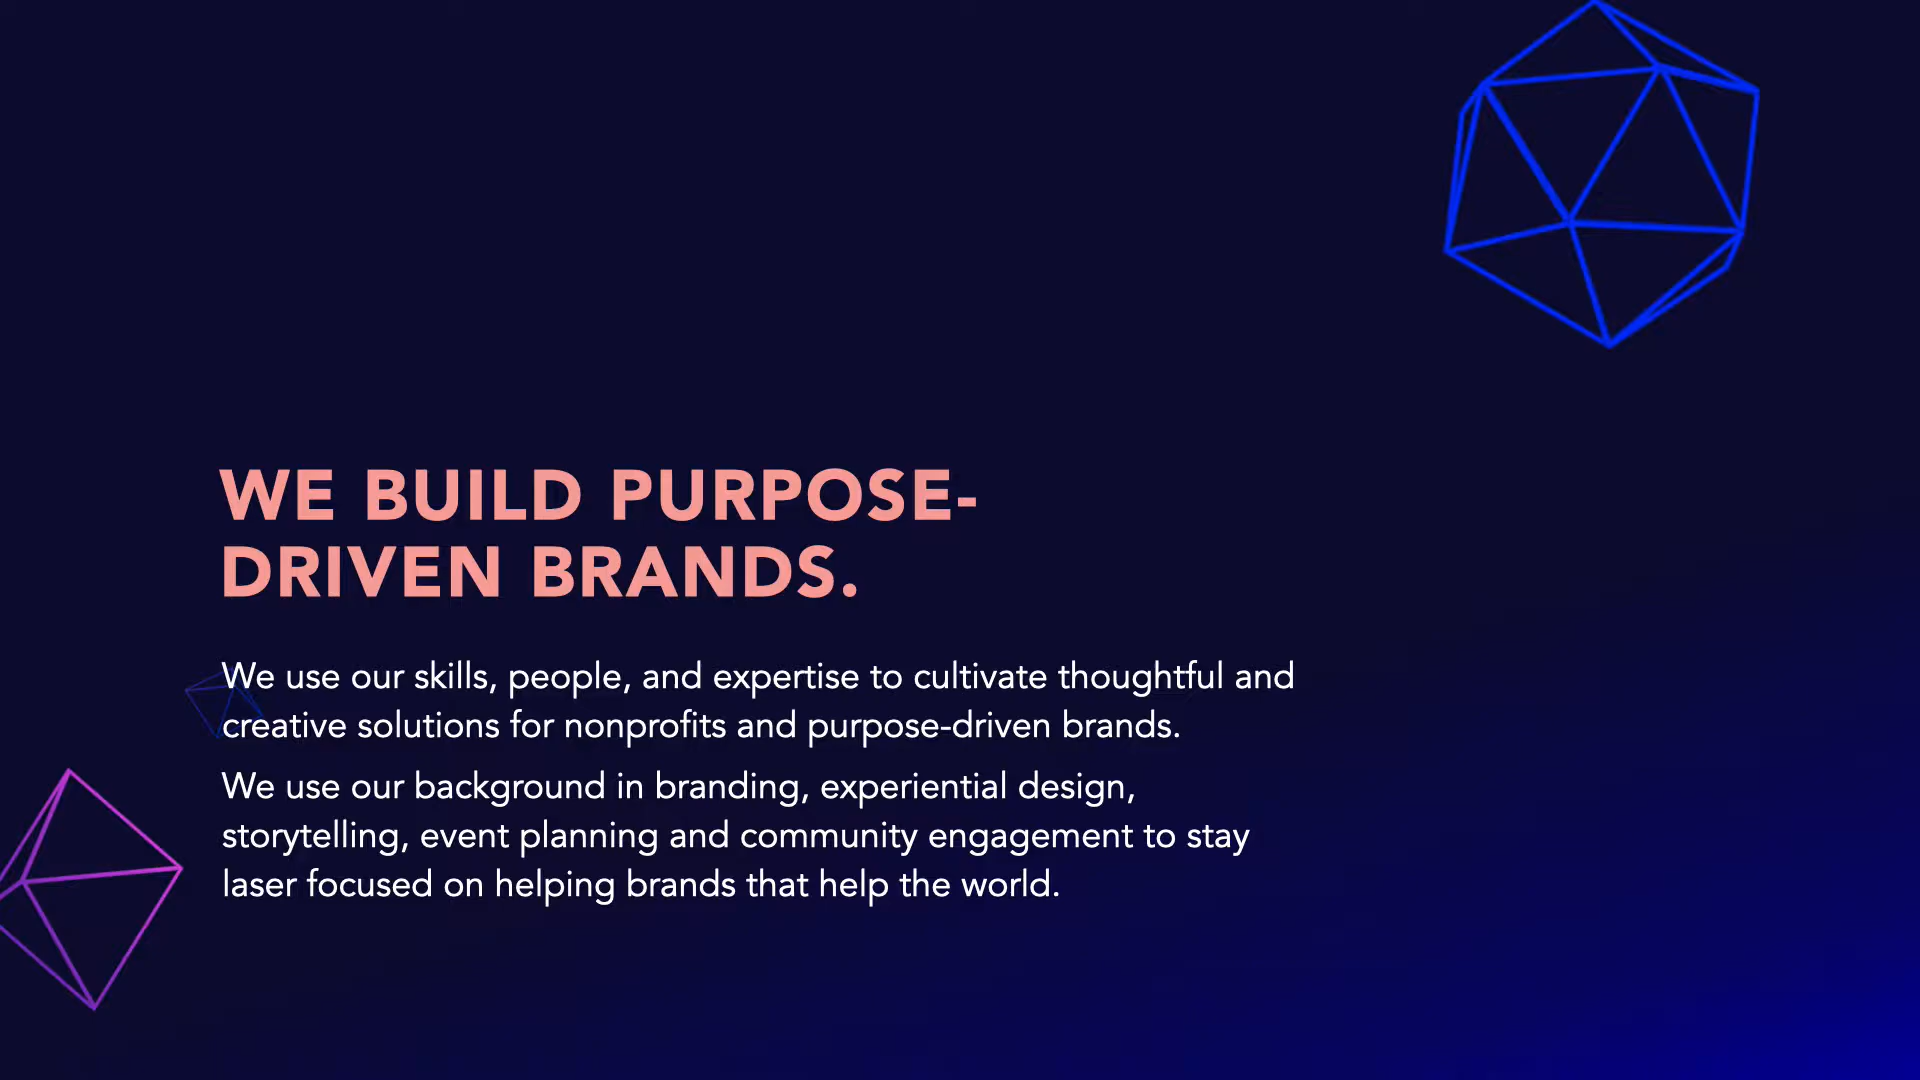 WE BUILD PURPOSE-
DRIVEN BRANDS.
We use our skills, people, and expertise to cultivate thoughtful and
creative solutions for nonprofits and purpose-driven brands.
We use our background in branding, experiential design,
storytelling, event planning and community engagement to stay
laser focused on helping brands that help the world.